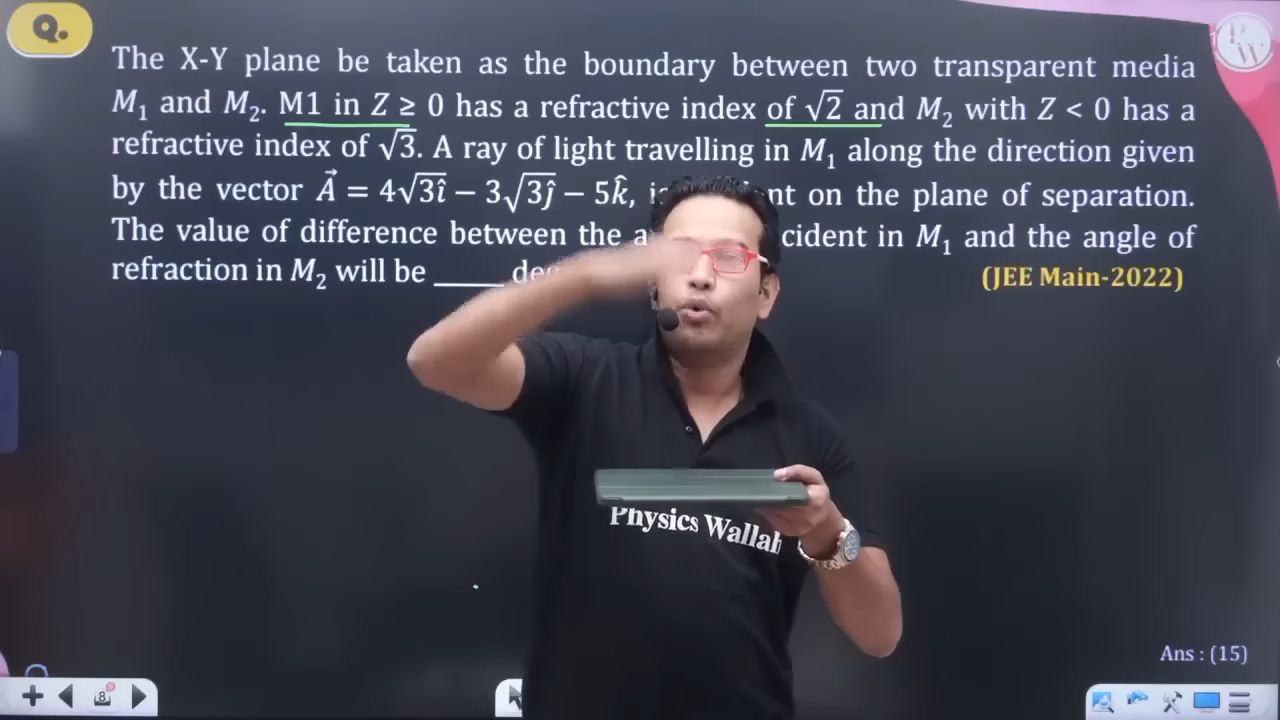 Q.
The X-Y plane be taken as the boundary between two transparent media
M₁ and M₂. M1 in Z ≥ 0 has a refractive index of √2 and M₂ with Z < 0 has a
refractive index of √3. A ray of light travelling in M₁ along the direction given
by the vector A⃗ = 4√3î − 3√3ĵ − 5k̂, on the plane of separation.
The value of difference between the in M₁ and the angle of
refraction in M₂ will be ____
(JEE Main-2022)
PW
Physics Wallah
Ans : (15)
8